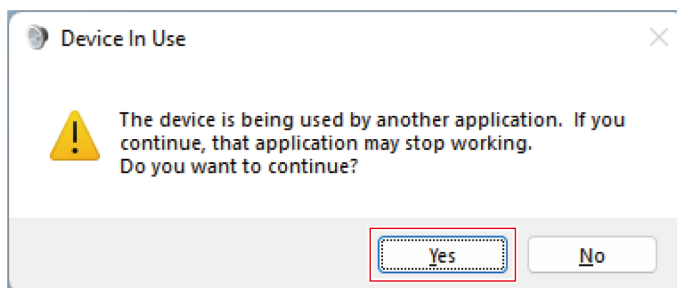 Device In Use
The device is being used by another application.  If you
continue, that application may stop working.
Do you want to continue?
Yes
No